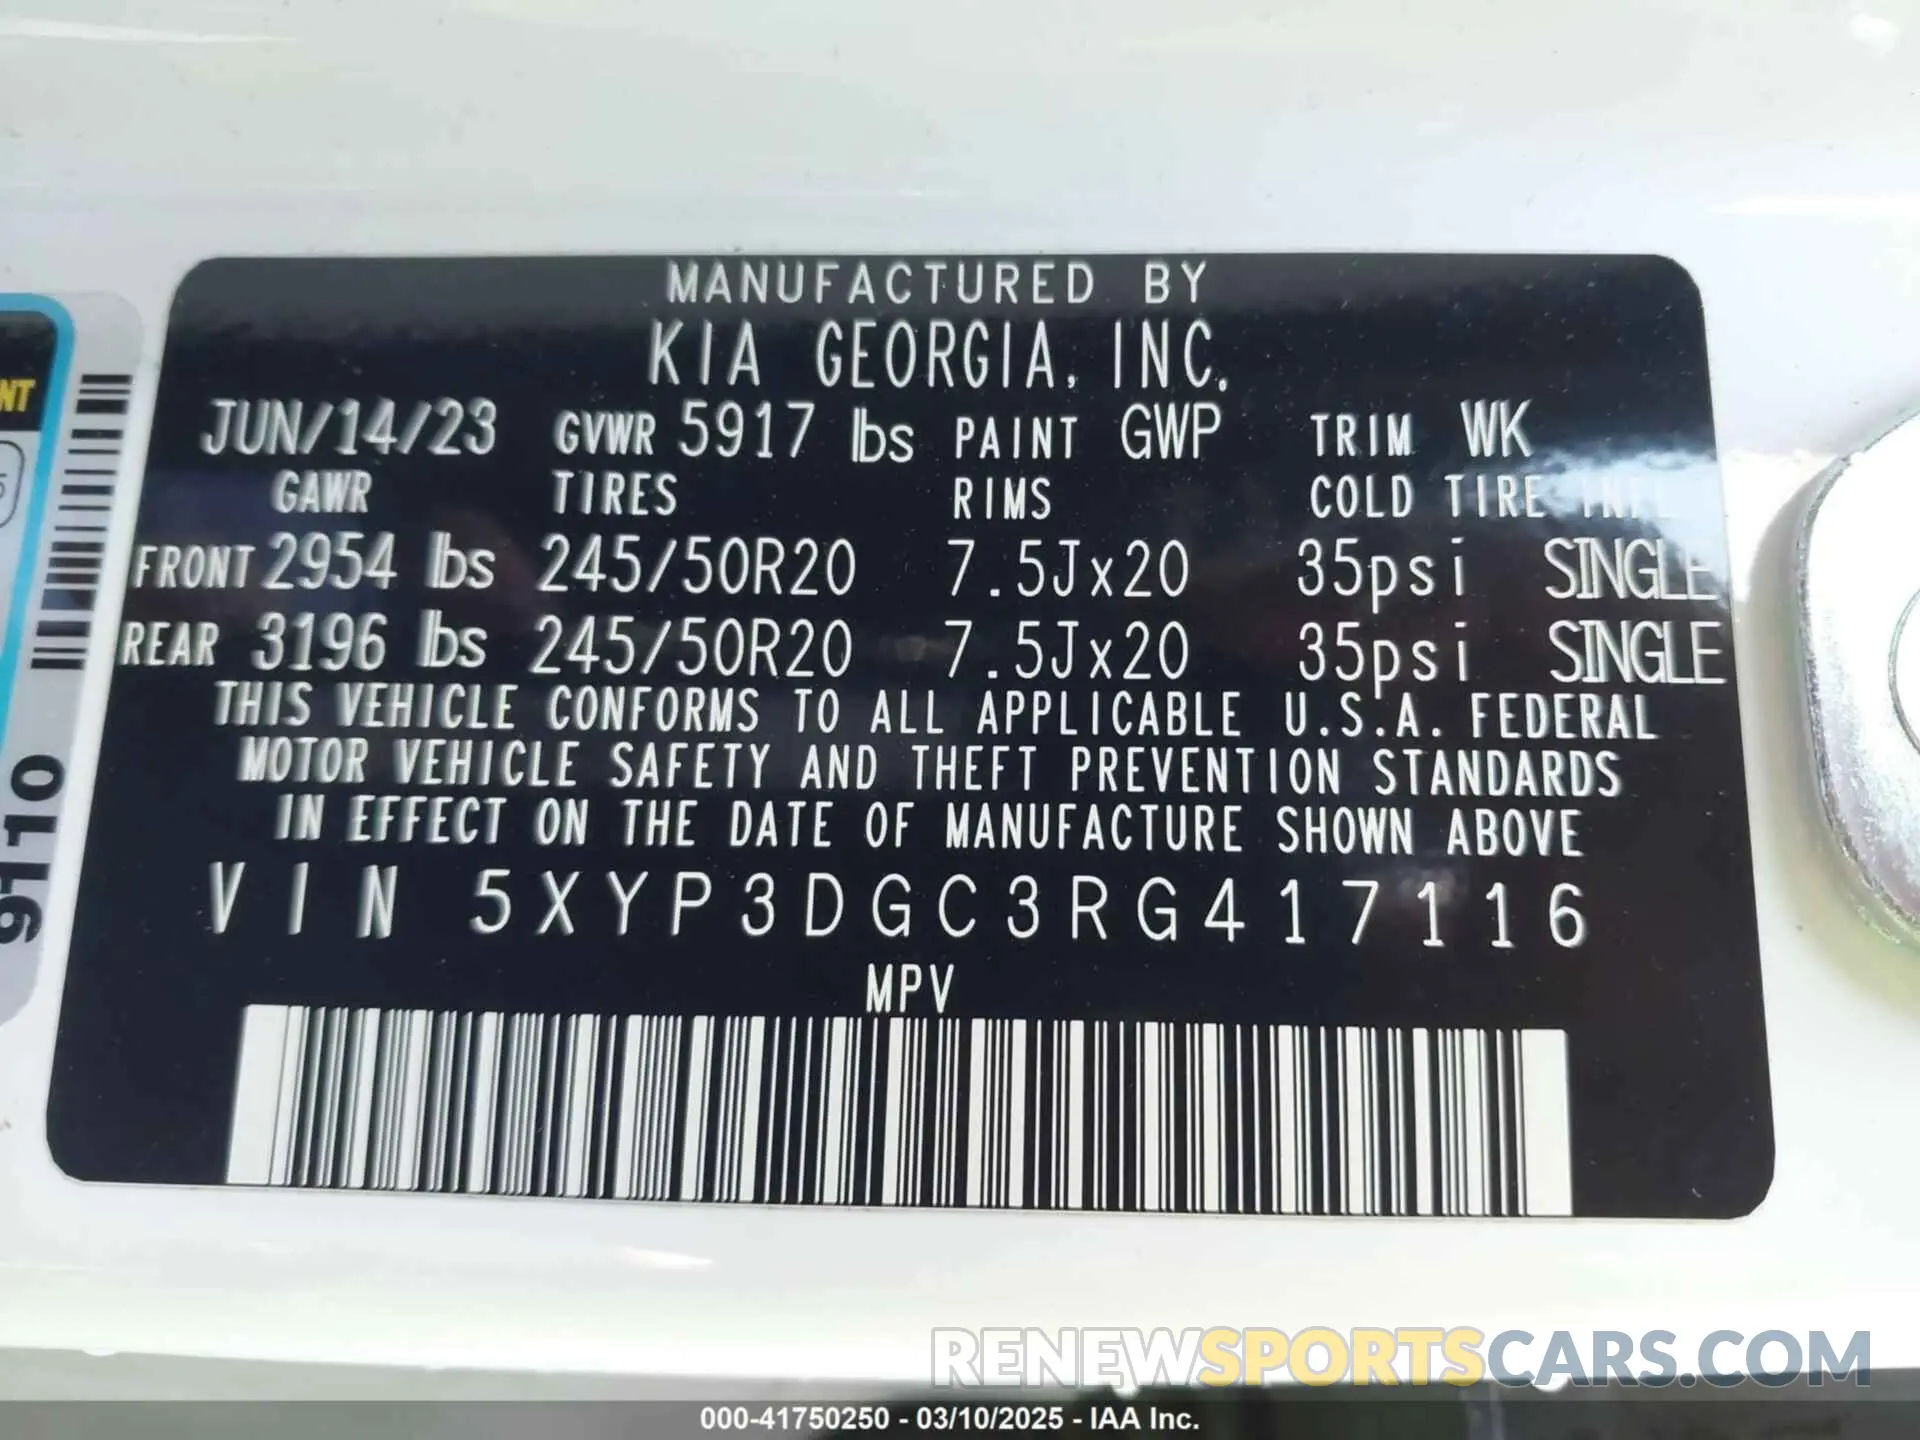 MANUFACTURED BY
KIA GEORGIA, INC.
JUN/14/23 GVWR 5917 lbs PAINT GWP TRIM WK
GAWR TIRES RIMS COLD TIRE INFL
FRONT 2954 lbs 245/50R20 7.5Jx20 35psi SINGLE
REAR 3196 lbs 245/50R20 7.5Jx20 35psi SINGLE
THIS VEHICLE CONFORMS TO ALL APPLICABLE U.S.A. FEDERAL
MOTOR VEHICLE SAFETY AND THEFT PREVENTION STANDARDS
IN EFFECT ON THE DATE OF MANUFACTURE SHOWN ABOVE
VIN 5XYP3DGC3RG417116
MPV
NT
9110
RENEWSPORTSCARS.COM
000-41750250 - 03/10/2025 - IAA Inc.